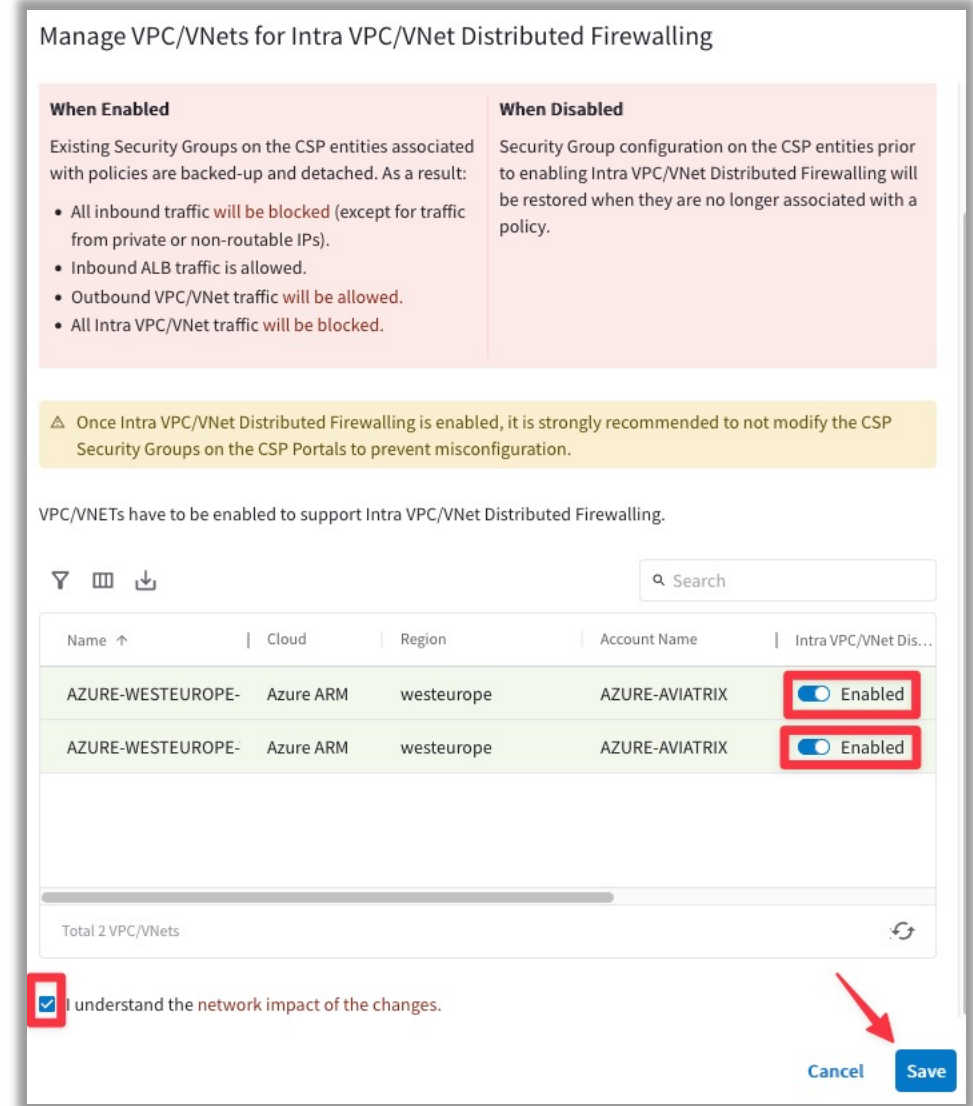 Manage VPC/VNets for Intra VPC/VNet Distributed Firewalling
When Enabled
Existing Security Groups on the CSP entities associated
with policies are backed-up and detached. As a result:
• All inbound traffic will be blocked (except for traffic
from private or non-routable IPs).
• Inbound ALB traffic is allowed.
• Outbound VPC/VNet traffic will be allowed.
• All Intra VPC/VNet traffic will be blocked.
When Disabled
Security Group configuration on the CSP entities prior
to enabling Intra VPC/VNet Distributed Firewalling will
be restored when they are no longer associated with a
policy.
⚠ Once Intra VPC/VNet Distributed Firewalling is enabled, it is strongly recommended to not modify the CSP
Security Groups on the CSP Portals to prevent misconfiguration.
VPC/VNETs have to be enabled to support Intra VPC/VNet Distributed Firewalling.
Search
Name ↑ Cloud Region Account Name Intra VPC/VNet Dis...
AZURE-WESTEUROPE- Azure ARM westeurope AZURE-AVIATRIX Enabled
AZURE-WESTEUROPE- Azure ARM westeurope AZURE-AVIATRIX Enabled
Total 2 VPC/VNets
I understand the network impact of the changes.
Cancel Save